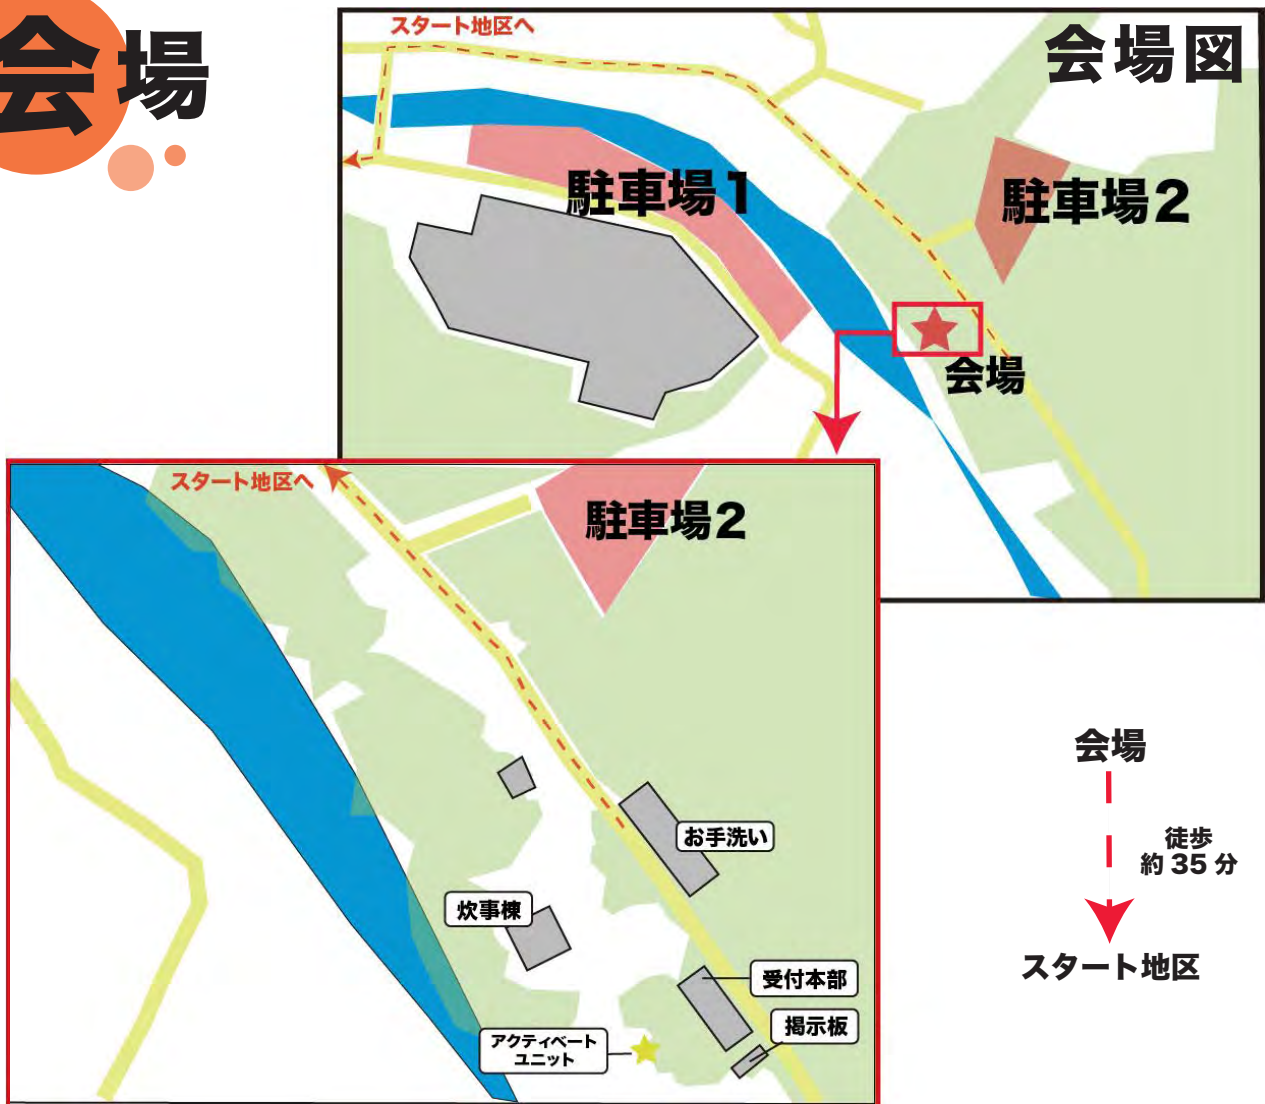 会場
スタート地区へ
会場図
駐車場1
駐車場2
会場
スタート地区へ
駐車場2
お手洗い
炊事棟
受付本部
掲示板
アクティベート
ユニット
会場
徒歩
約35分
スタート地区